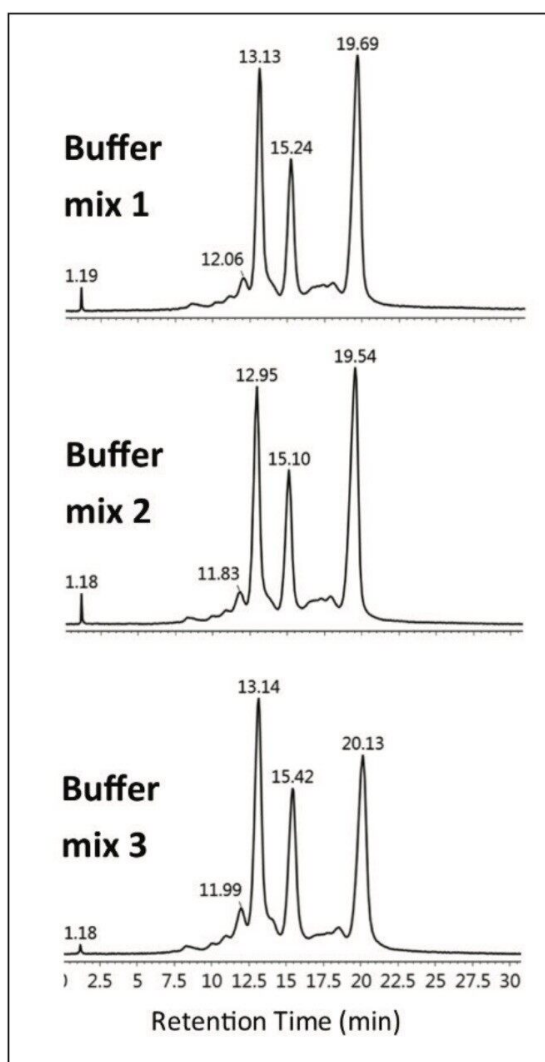 13.13
19.69
Buffer
15.24
mix 1
12.06
1.19
12.95
19.54
Buffer
15.10
mix 2
11.83
1.18
13.14
20.13
Buffer
15.42
mix 3
11.99
1.18
0 2.5 5 7.5 10 12.5 15 17.5 20 22.5 25 27.5 30
Retention Time (min)